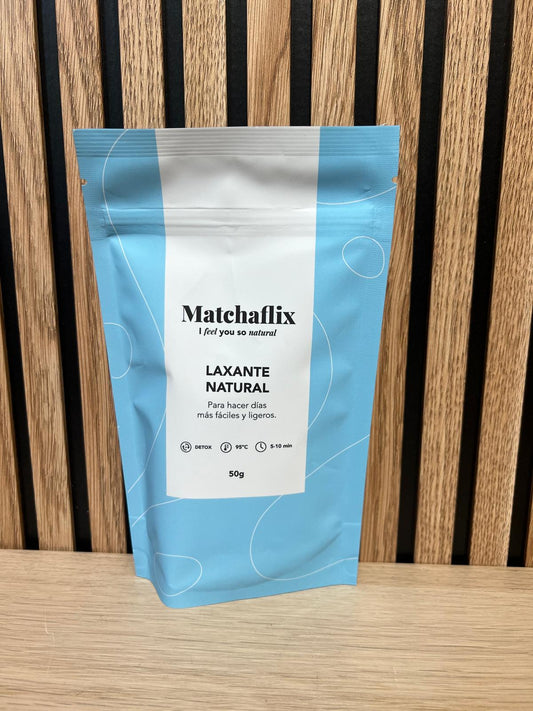 Matchaflix
I feel you so natural
LAXANTE
NATURAL
Para hacer días
más fáciles y ligeros.
DETOX 95°C 5-10 min
50g